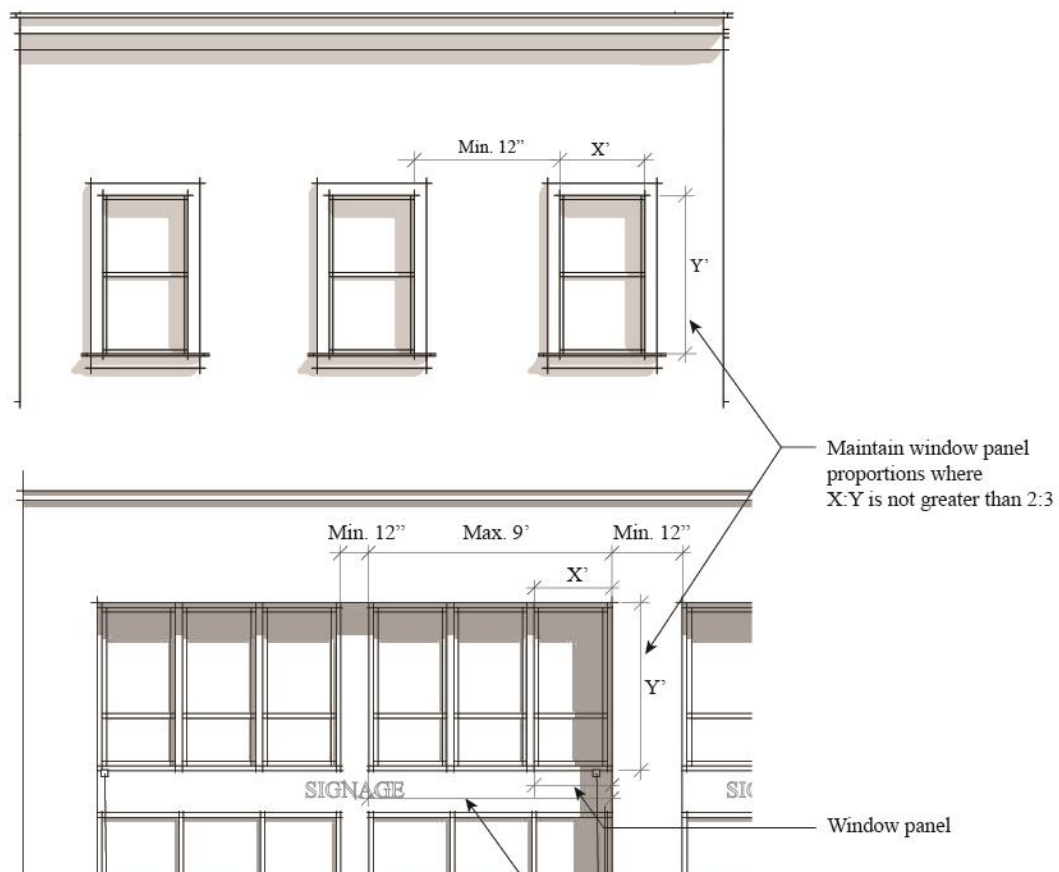 Min. 12” X’
Y’
Maintain window panel
proportions where
X:Y is not greater than 2:3
Min. 12” Max. 9’ Min. 12”
X’
Y’
SIGNAGE SIG
Window panel